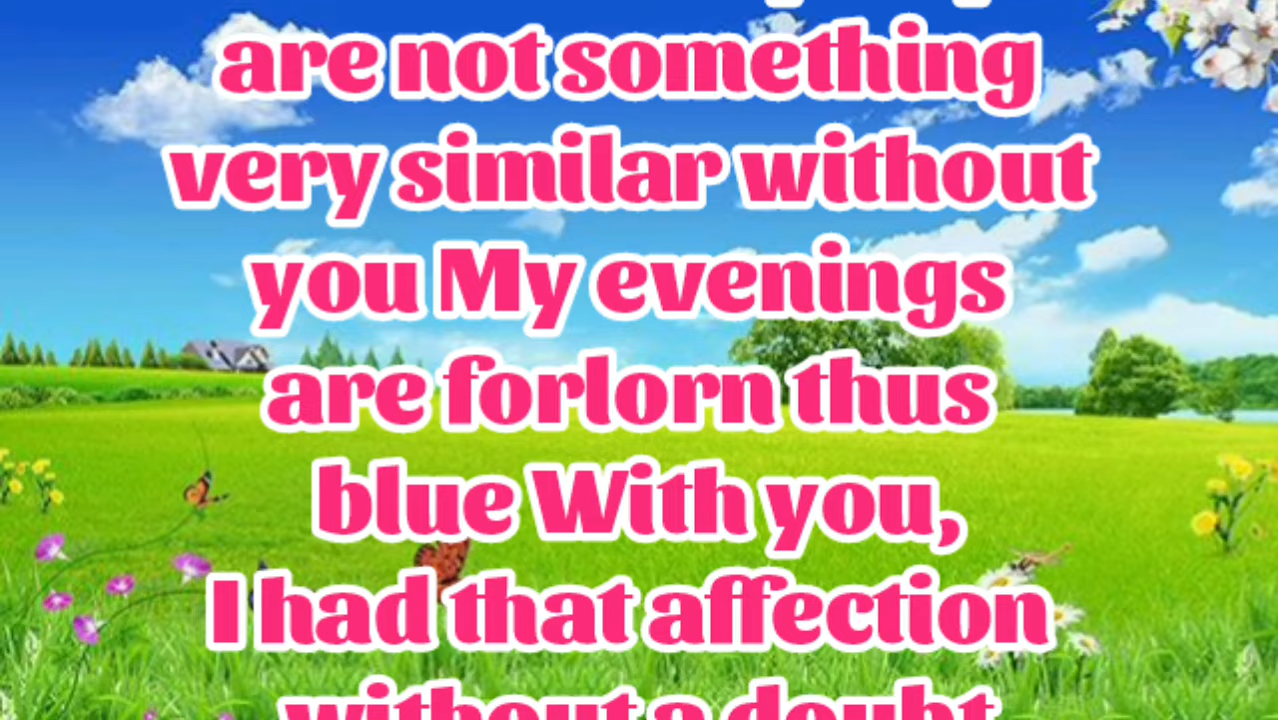 are not something
very similar without
you My evenings
are forlorn thus
blue With you,
I had that affection
without a doubt